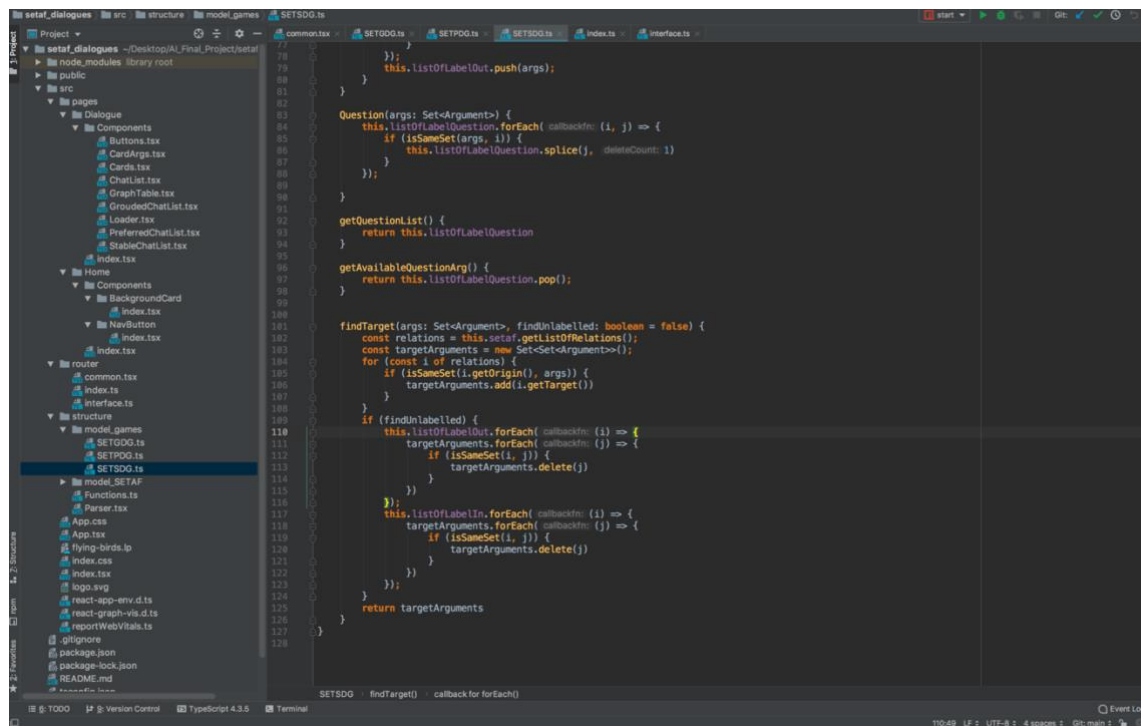 setaf_dialogues src structure model_games SETSDG.ts
start Git:
Project
common.tsx SETGDG.ts SETPDG.ts SETSDG.ts index.ts interface.ts
1: Project
setaf_dialogues ~/Desktop/AI_Final_Project/setaf
node_modules library root
public
src
pages
Dialogue
Components
Buttons.tsx
CardArgs.tsx
Cards.tsx
ChatList.tsx
GraphTable.tsx
GroudedChatList.tsx
Loader.tsx
PreferredChatList.tsx
StableChatList.tsx
index.tsx
Home
Components
BackgroundCard
index.tsx
NavButton
index.tsx
index.tsx
router
common.tsx
index.ts
interface.ts
structure
model_games
SETGDG.ts
SETPDG.ts
SETSDG.ts
model_SETAF
Functions.ts
Parser.tsx
App.css
App.tsx
flying-birds.lp
index.css
index.tsx
logo.svg
react-app-env.d.ts
react-graph-vis.d.ts
reportWebVitals.ts
.gitignore
package.json
package-lock.json
README.md
Z: Structure
npm
2: Favorites
77 }
78 });
79 this.listOfLabelOut.push(args);
80 }
81 }
82
83 Question(args: Set<Argument>) {
84 this.listOfLabelQuestion.forEach( callbackfn: (i, j) => {
85 if (isSameSet(args, i)) {
86 this.listOfLabelQuestion.splice(j, deleteCount: 1)
87 }
88 });
89
90 }
91
92 getQuestionList() {
93 return this.listOfLabelQuestion
94 }
95
96 getAvailableQuestionArg() {
97 return this.listOfLabelQuestion.pop();
98 }
99
100
101 findTarget(args: Set<Argument>, findUnlabelled: boolean = false) {
102 const relations = this.setaf.getListOfRelations();
103 const targetArguments = new Set<Set<Argument>>();
104 for (const i of relations) {
105 if (isSameSet(i.getOrigin(), args)) {
106 targetArguments.add(i.getTarget())
107 }
108 }
109 if (findUnlabelled) {
110 this.listOfLabelOut.forEach( callbackfn: (i) => {
111 targetArguments.forEach( callbackfn: (j) => {
112 if (isSameSet(i, j)) {
113 targetArguments.delete(j)
114 }
115 })
116 });
117 this.listOfLabelIn.forEach( callbackfn: (i) => {
118 targetArguments.forEach( callbackfn: (j) => {
119 if (isSameSet(i, j)) {
120 targetArguments.delete(j)
121 }
122 })
123 });
124 }
125 return targetArguments
126 }
127 }
128
SETSDG findTarget() callback for forEach()
6: TODO 9: Version Control TypeScript 4.3.5 Terminal Event Lo
110:49 LF UTF-8 4 spaces Git: main